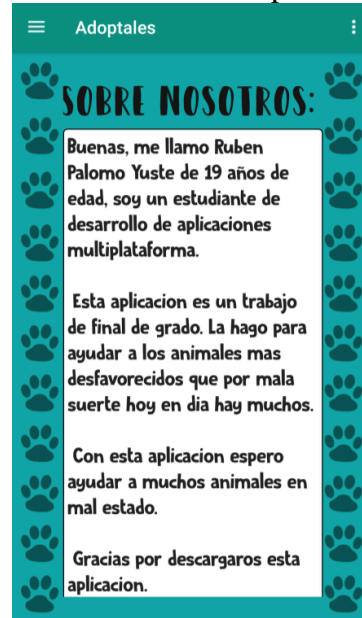 Adoptales
SOBRE NOSOTROS:
Buenas, me llamo Ruben
Palomo Yuste de 19 años de
edad, soy un estudiante de
desarrollo de aplicaciones
multiplataforma.
Esta aplicacion es un trabajo
de final de grado. La hago para
ayudar a los animales mas
desfavorecidos que por mala
suerte hoy en dia hay muchos.
Con esta aplicacion espero
ayudar a muchos animales en
mal estado.
Gracias por descargaros esta
aplicacion.